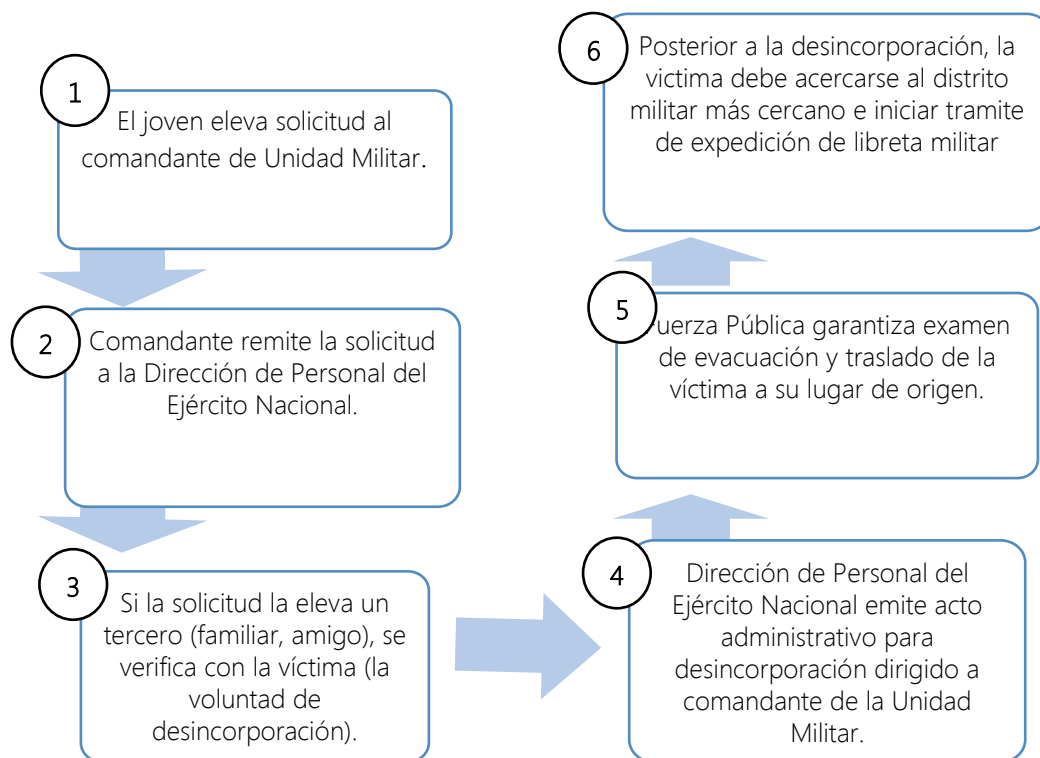 1
El joven eleva solicitud al
comandante de Unidad Militar.
2
Comandante remite la solicitud
a la Dirección de Personal del
Ejército Nacional.
3
Si la solicitud la eleva un
tercero (familiar, amigo), se
verifica con la víctima (la
voluntad de
desincorporación).
4
Dirección de Personal del
Ejército Nacional emite acto
administrativo para
desincorporación dirigido a
comandante de la Unidad
Militar.
5
Fuerza Pública garantiza examen
de evacuación y traslado de la
víctima a su lugar de origen.
6
Posterior a la desincorporación, la
victima debe acercarse al distrito
militar más cercano e iniciar tramite
de expedición de libreta militar